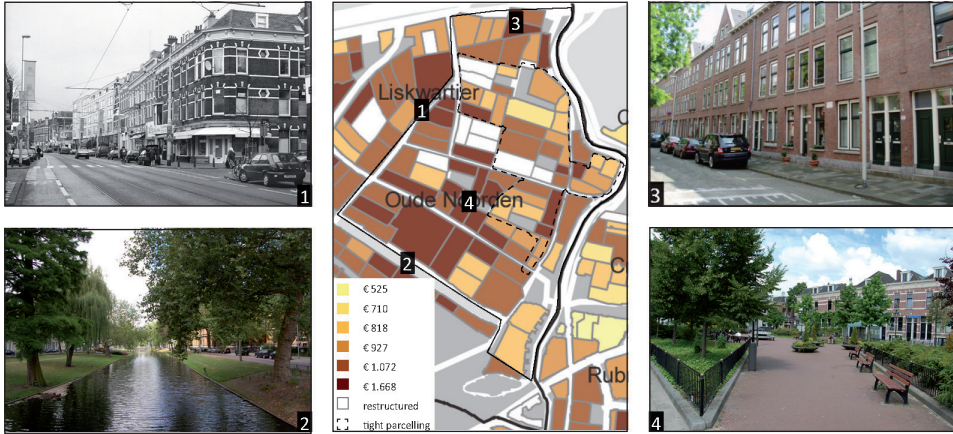 1
2
3
Liskwartier
1
Oude Noorden
4
2
€ 525
€ 710
€ 818
€ 927
€ 1.072
€ 1.668
restructured
tight parcelling
C
C
Rub
3
4